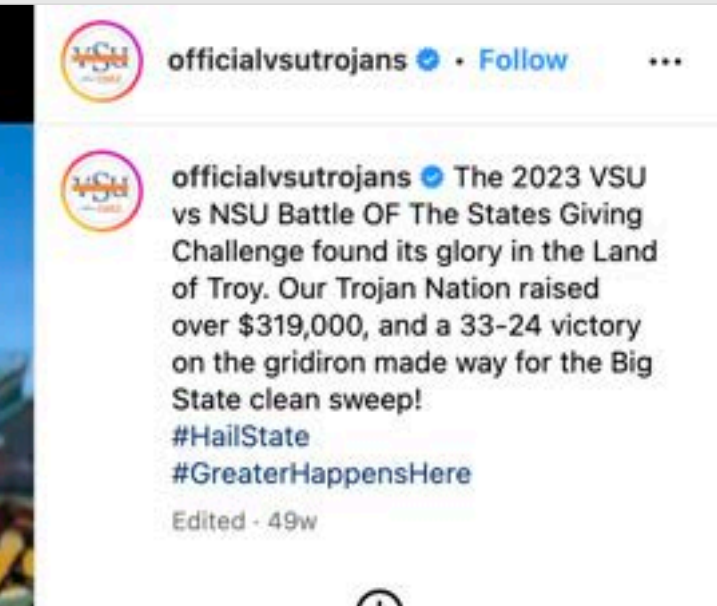 VSU
officialvsutrojans • Follow ...
VSU
officialvsutrojans The 2023 VSU
vs NSU Battle OF The States Giving
Challenge found its glory in the Land
of Troy. Our Trojan Nation raised
over $319,000, and a 33-24 victory
on the gridiron made way for the Big
State clean sweep!
#HailState
#GreaterHappensHere
Edited · 49w